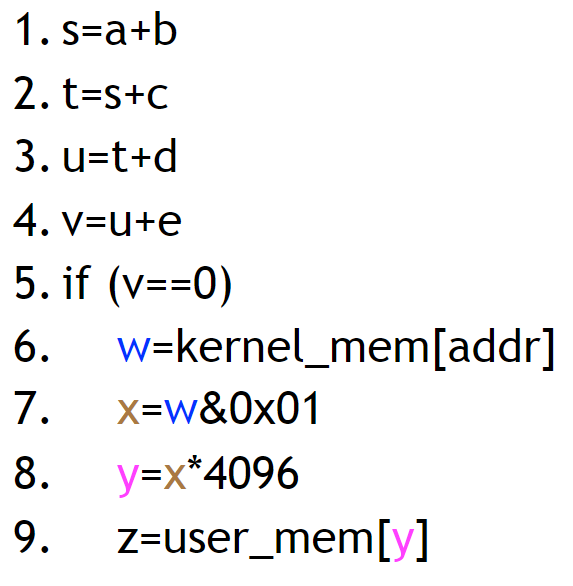 1. s=a+b
2. t=s+c
3. u=t+d
4. v=u+e
5. if (v==0)
6. w=kernel_mem[addr]
7. x=w&0x01
8. y=x*4096
9. z=user_mem[y]